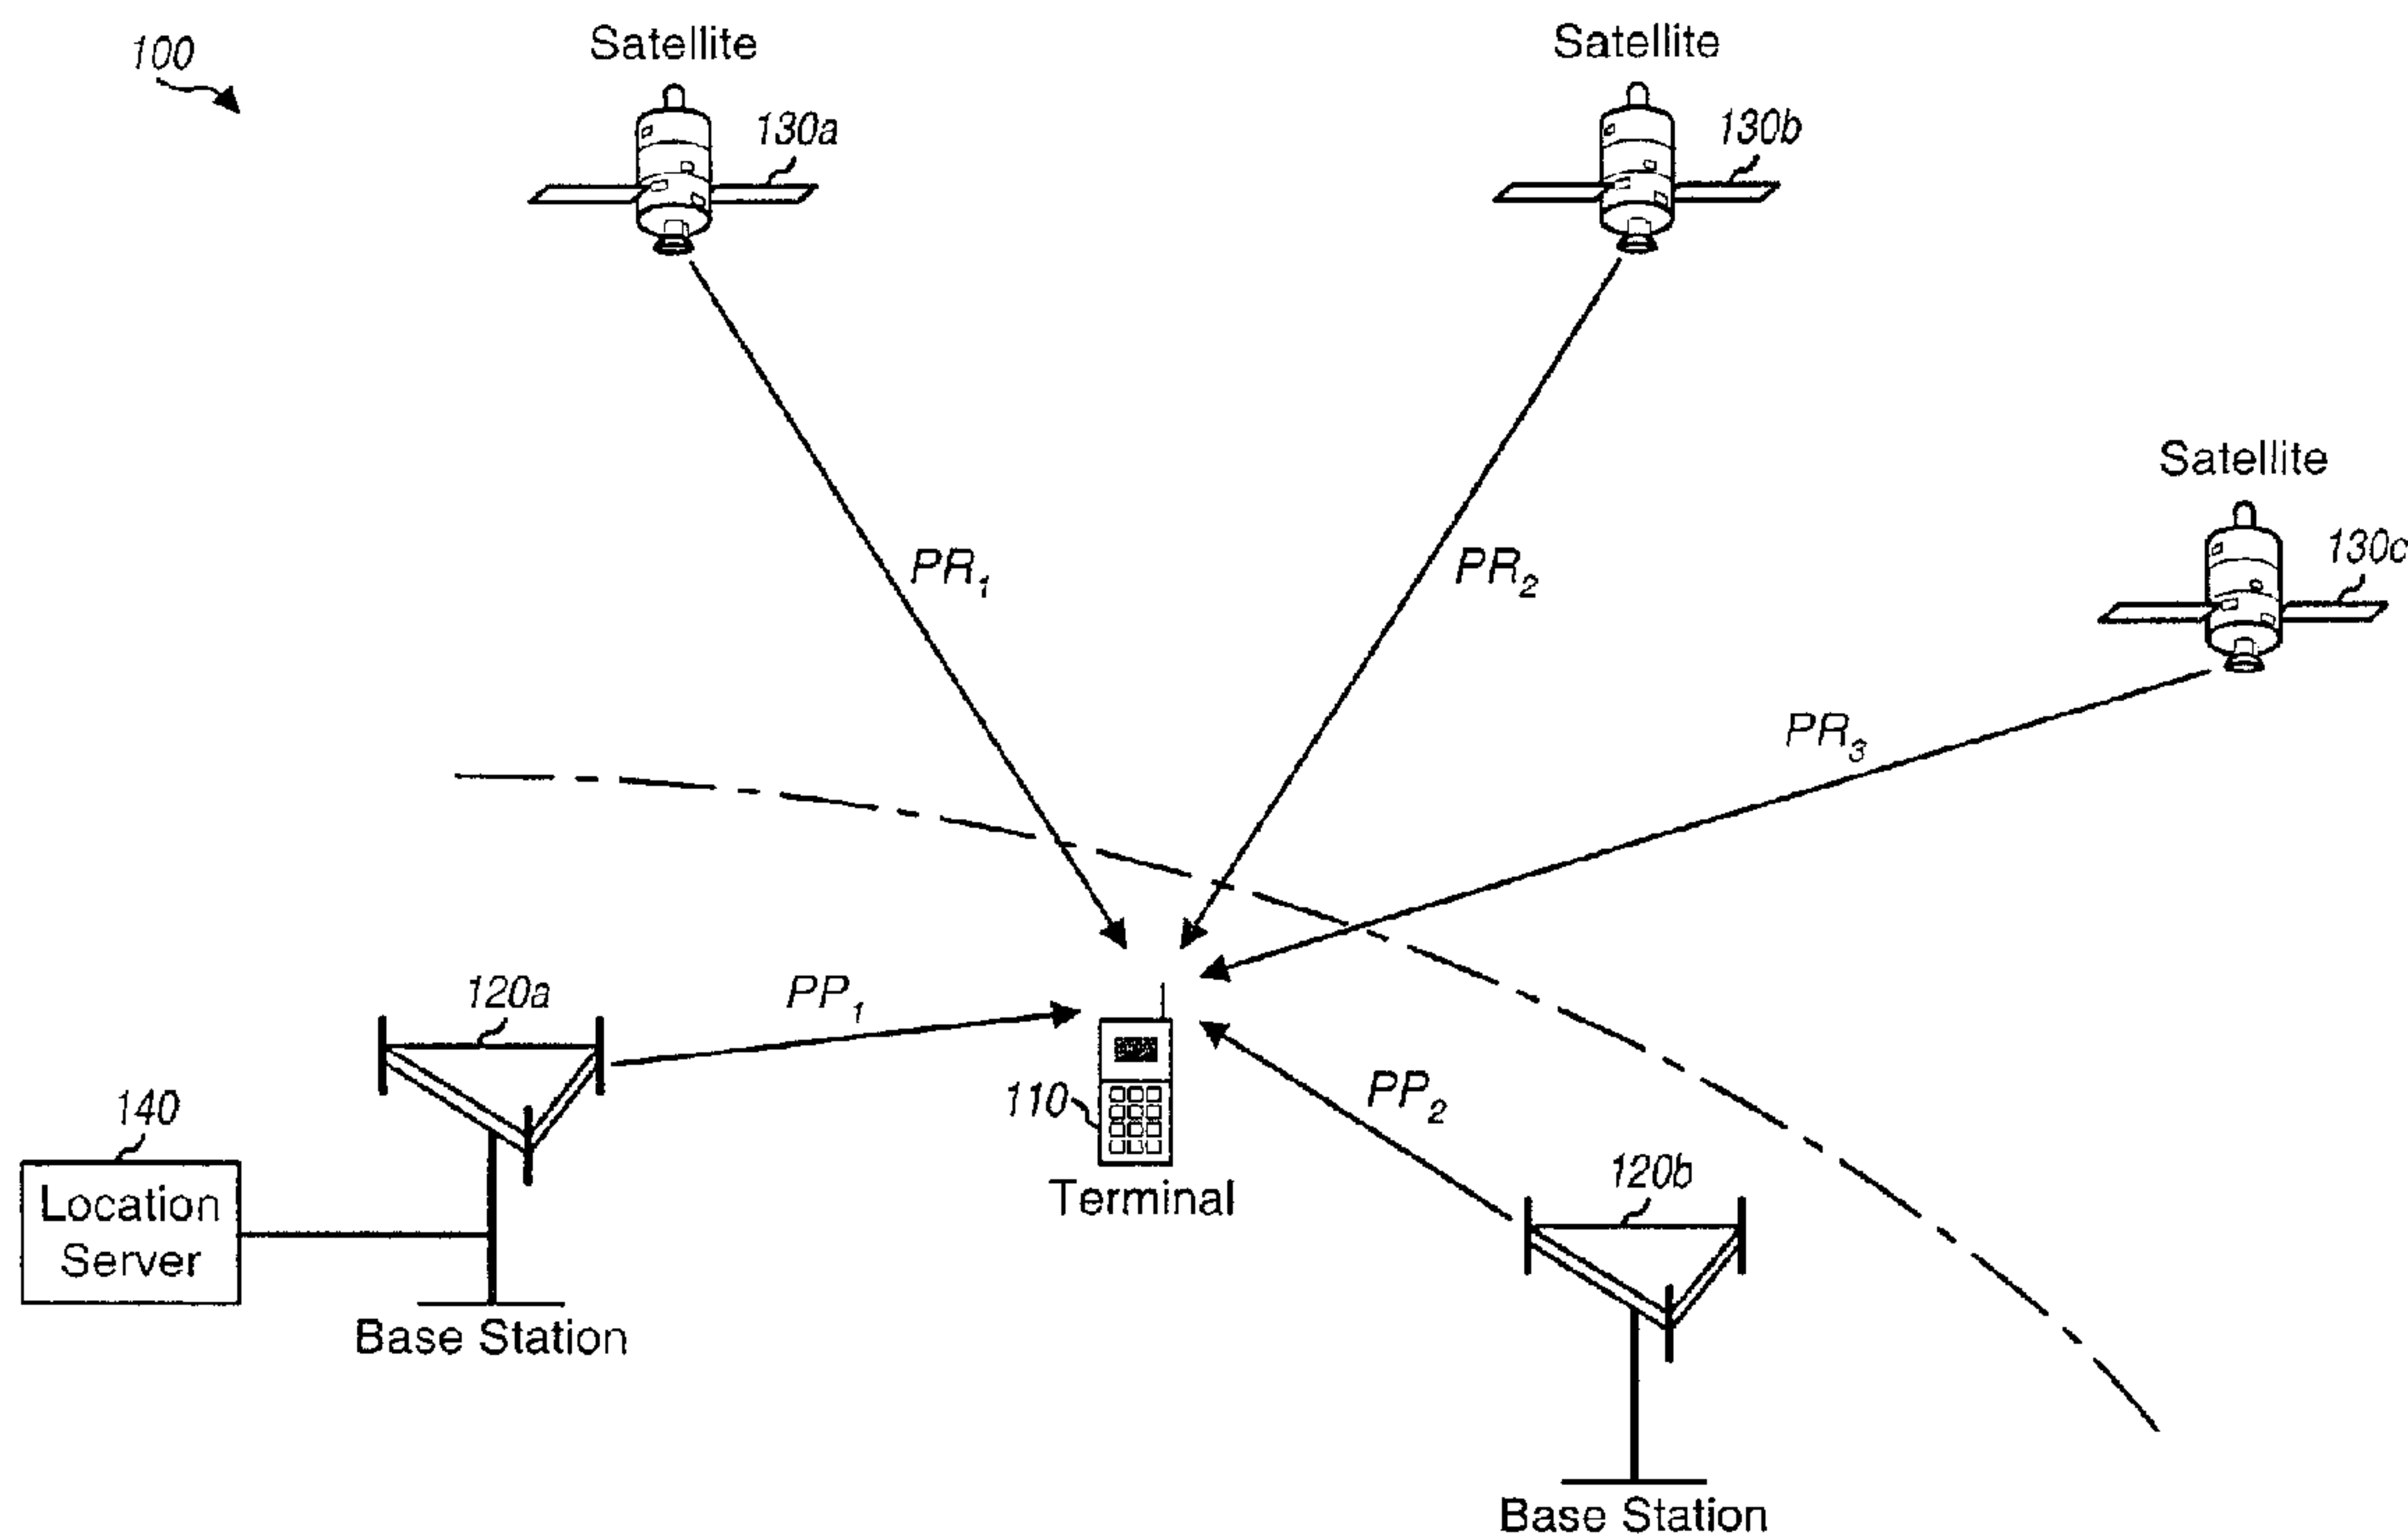 100
Satellite
130a
Satellite
130b
Satellite
130c
PR1
PR2
PR3
120a
PP1
110
Terminal
PP2
140
Location
Server
Base Station
120b
Base Station